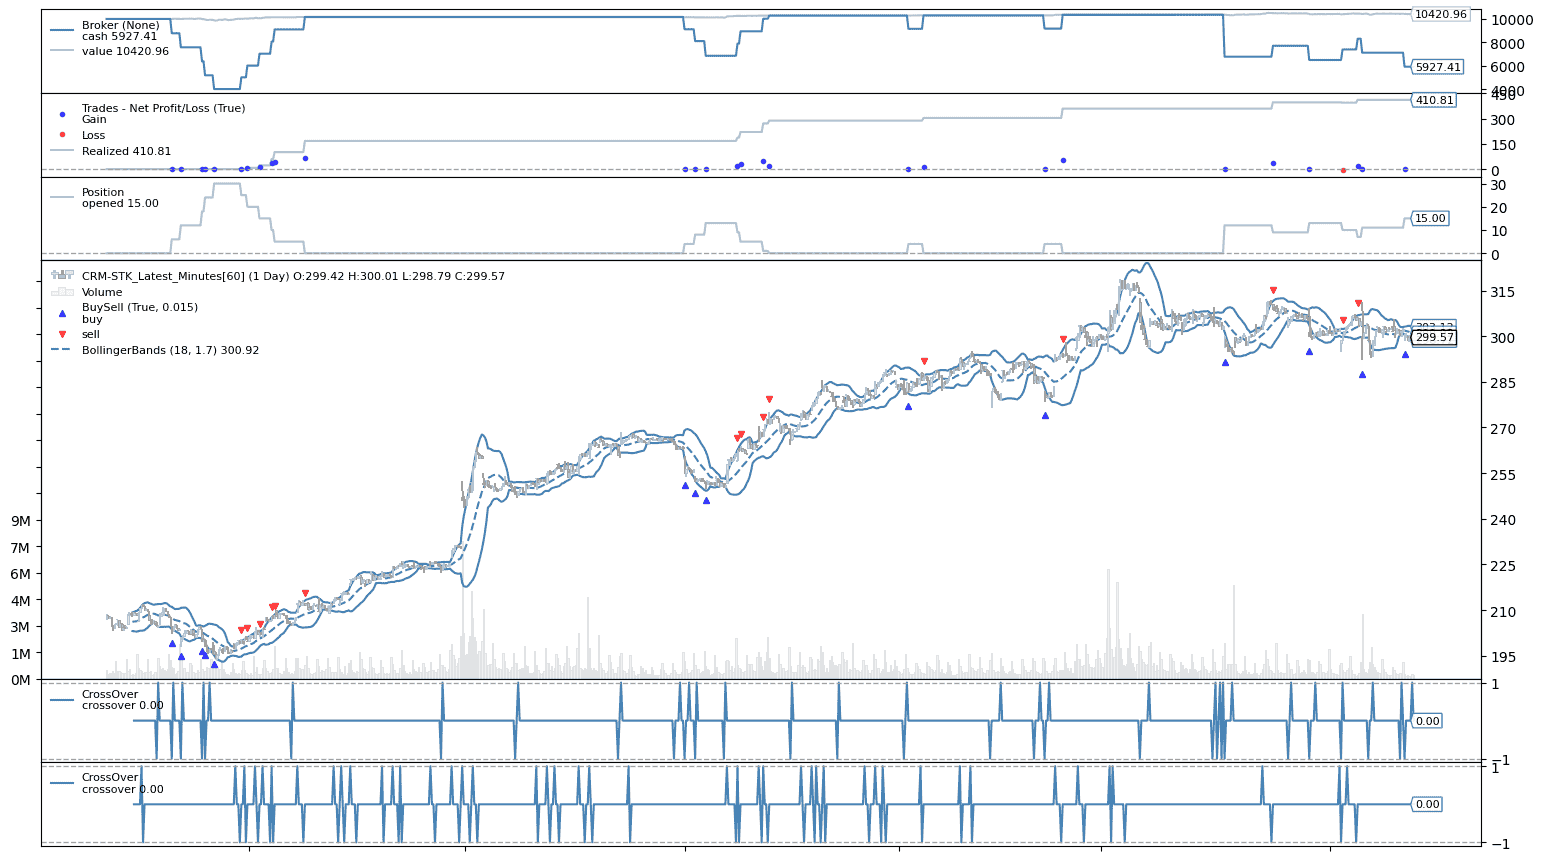 Broker (None)
cash 5927.41
value 10420.96
10420.96
10000
8000
6000
5927.41
4000
Trades - Net Profit/Loss (True)
Gain
Loss
Realized 410.81
450
410.81
300
150
0
Position
opened 15.00
30
20
15.00
10
0
CRM-STK_Latest_Minutes[60] (1 Day) O:299.42 H:300.01 L:298.79 C:299.57
Volume
BuySell (True, 0.015)
buy
sell
BollingerBands (18, 1.7) 300.92
315
300
299.57
285
270
255
240
225
210
195
9M
7M
6M
4M
3M
1M
0M
CrossOver
crossover 0.00
1
0.00
−1
CrossOver
crossover 0.00
1
0.00
−1